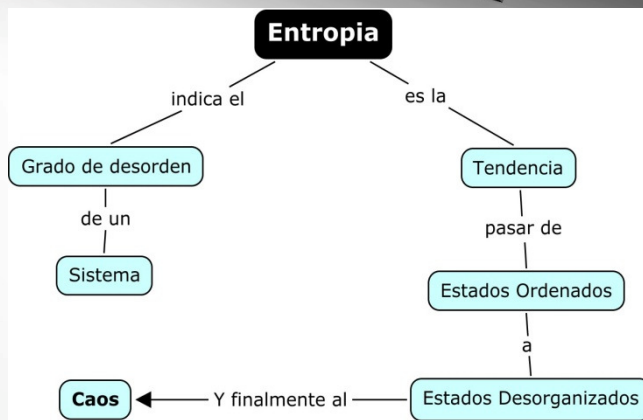 Entropia
indica el
es la
Grado de desorden
Tendencia
de un
pasar de
Sistema
Estados Ordenados
a
Caos
Y finalmente al
Estados Desorganizados